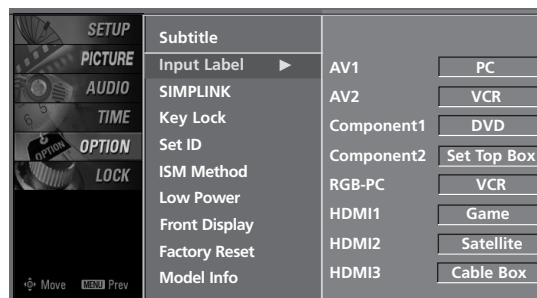 SETUP
PICTURE
AUDIO
TIME
OPTION
LOCK
Move MENU Prev
Subtitle
Input Label ►
SIMPLINK
Key Lock
Set ID
ISM Method
Low Power
Front Display
Factory Reset
Model Info
AV1 PC
AV2 VCR
Component1 DVD
Component2 Set Top Box
RGB-PC VCR
HDMI1 Game
HDMI2 Satellite
HDMI3 Cable Box